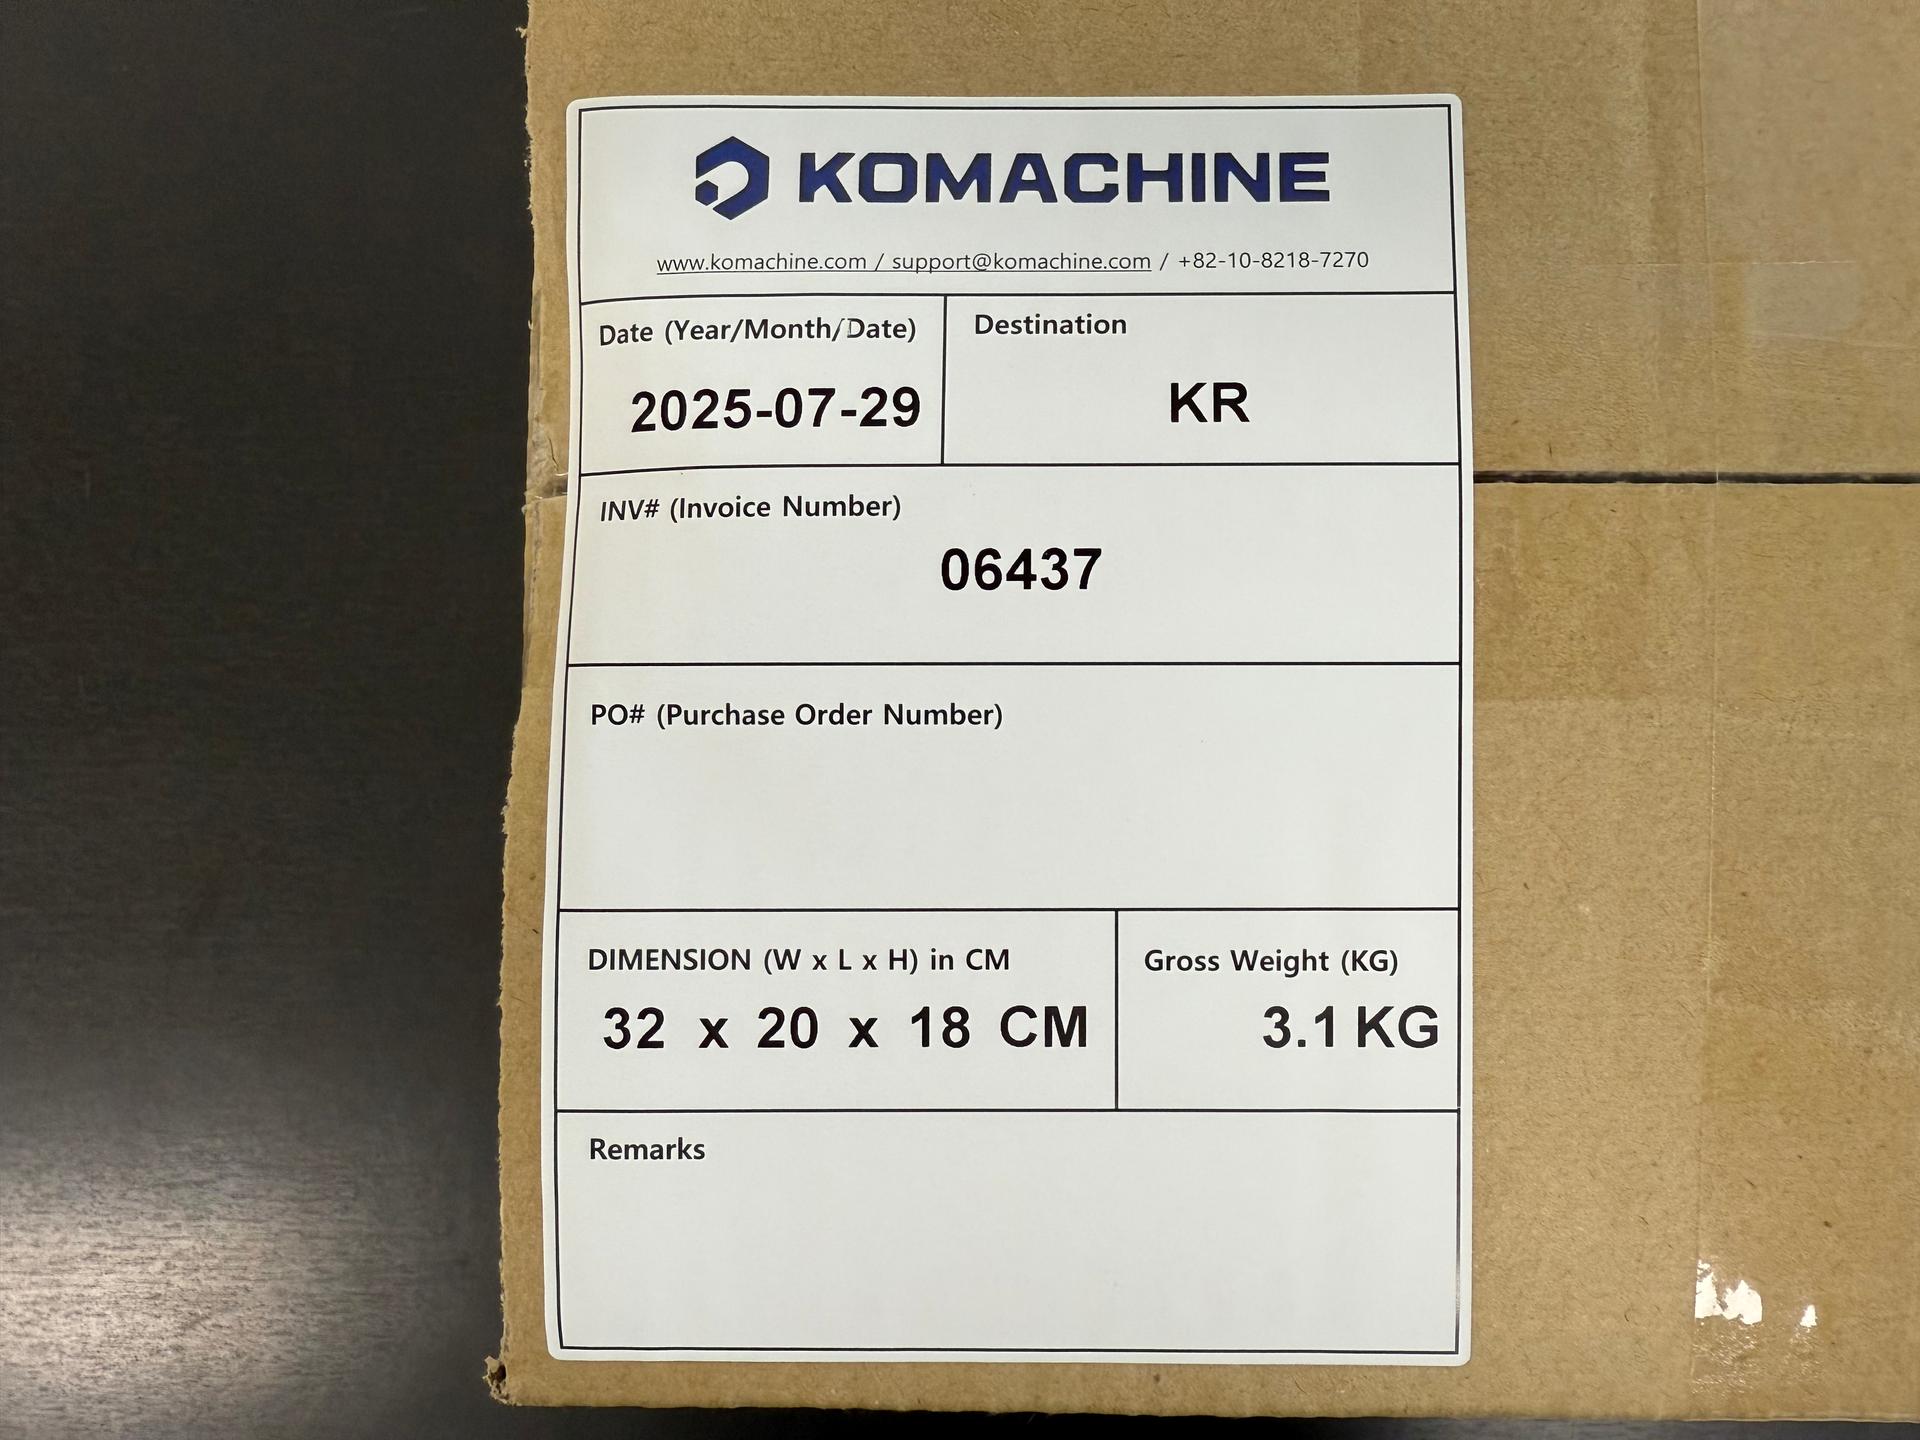 KOMACHINE
www.komachine.com / support@komachine.com / +82-10-8218-7270
Date (Year/Month/Date)
2025-07-29
Destination
KR
INV# (Invoice Number)
06437
PO# (Purchase Order Number)
DIMENSION (W x L x H) in CM
32 x 20 x 18 CM
Gross Weight (KG)
3.1 KG
Remarks